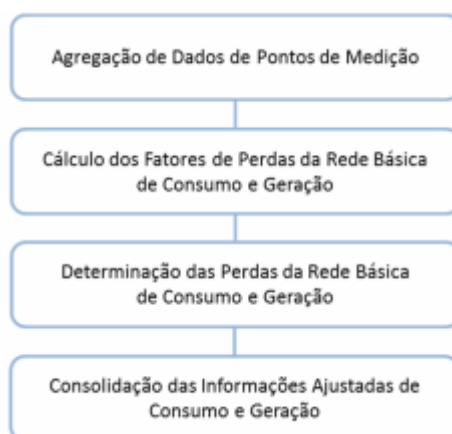 Agregação de Dados de Pontos de Medição
Cálculo dos Fatores de Perdas da Rede Básica
de Consumo e Geração
Determinação das Perdas da Rede Básica
de Consumo e Geração
Consolidação das Informações Ajustadas de
Consumo e Geração